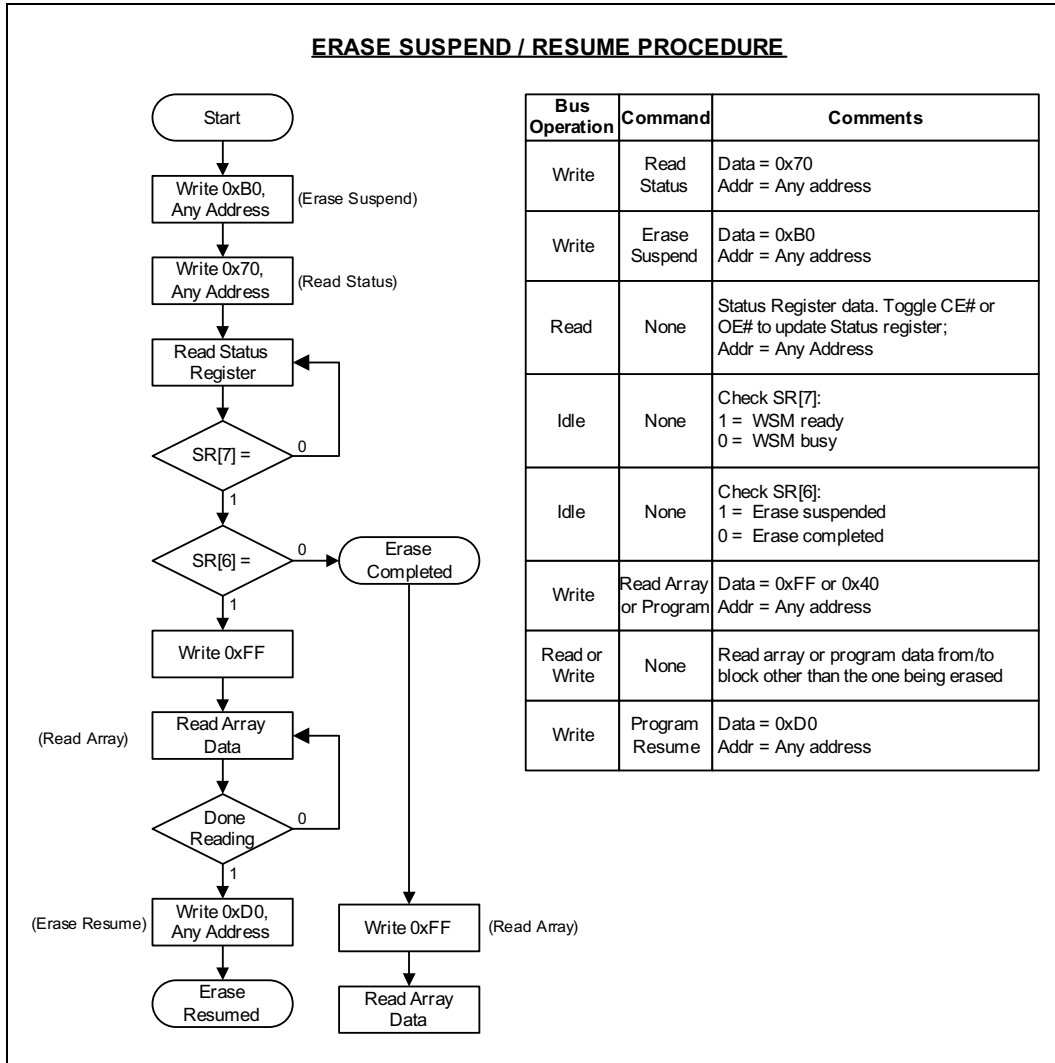 ERASE SUSPEND / RESUME PROCEDURE
Start
Write 0xB0,
Any Address
(Erase Suspend)
Write 0x70,
Any Address
(Read Status)
Read Status
Register
SR[7] =
0
1
SR[6] =
0
1
Erase
Completed
Write 0xFF
(Read Array)
Read Array
Data
Done
Reading
0
1
(Erase Resume)
Write 0xD0,
Any Address
Erase
Resumed
Write 0xFF
(Read Array)
Read Array
Data
Bus
Operation
Command
Comments
Write
Read
Status
Data = 0x70
Addr = Any address
Write
Erase
Suspend
Data = 0xB0
Addr = Any address
Read
None
Status Register data. Toggle CE# or
OE# to update Status register;
Addr = Any Address
Idle
None
Check SR[7]:
1 = WSM ready
0 = WSM busy
Idle
None
Check SR[6]:
1 = Erase suspended
0 = Erase completed
Write
Read Array
or Program
Data = 0xFF or 0x40
Addr = Any address
Read or
Write
None
Read array or program data from/to
block other than the one being erased
Write
Program
Resume
Data = 0xD0
Addr = Any address